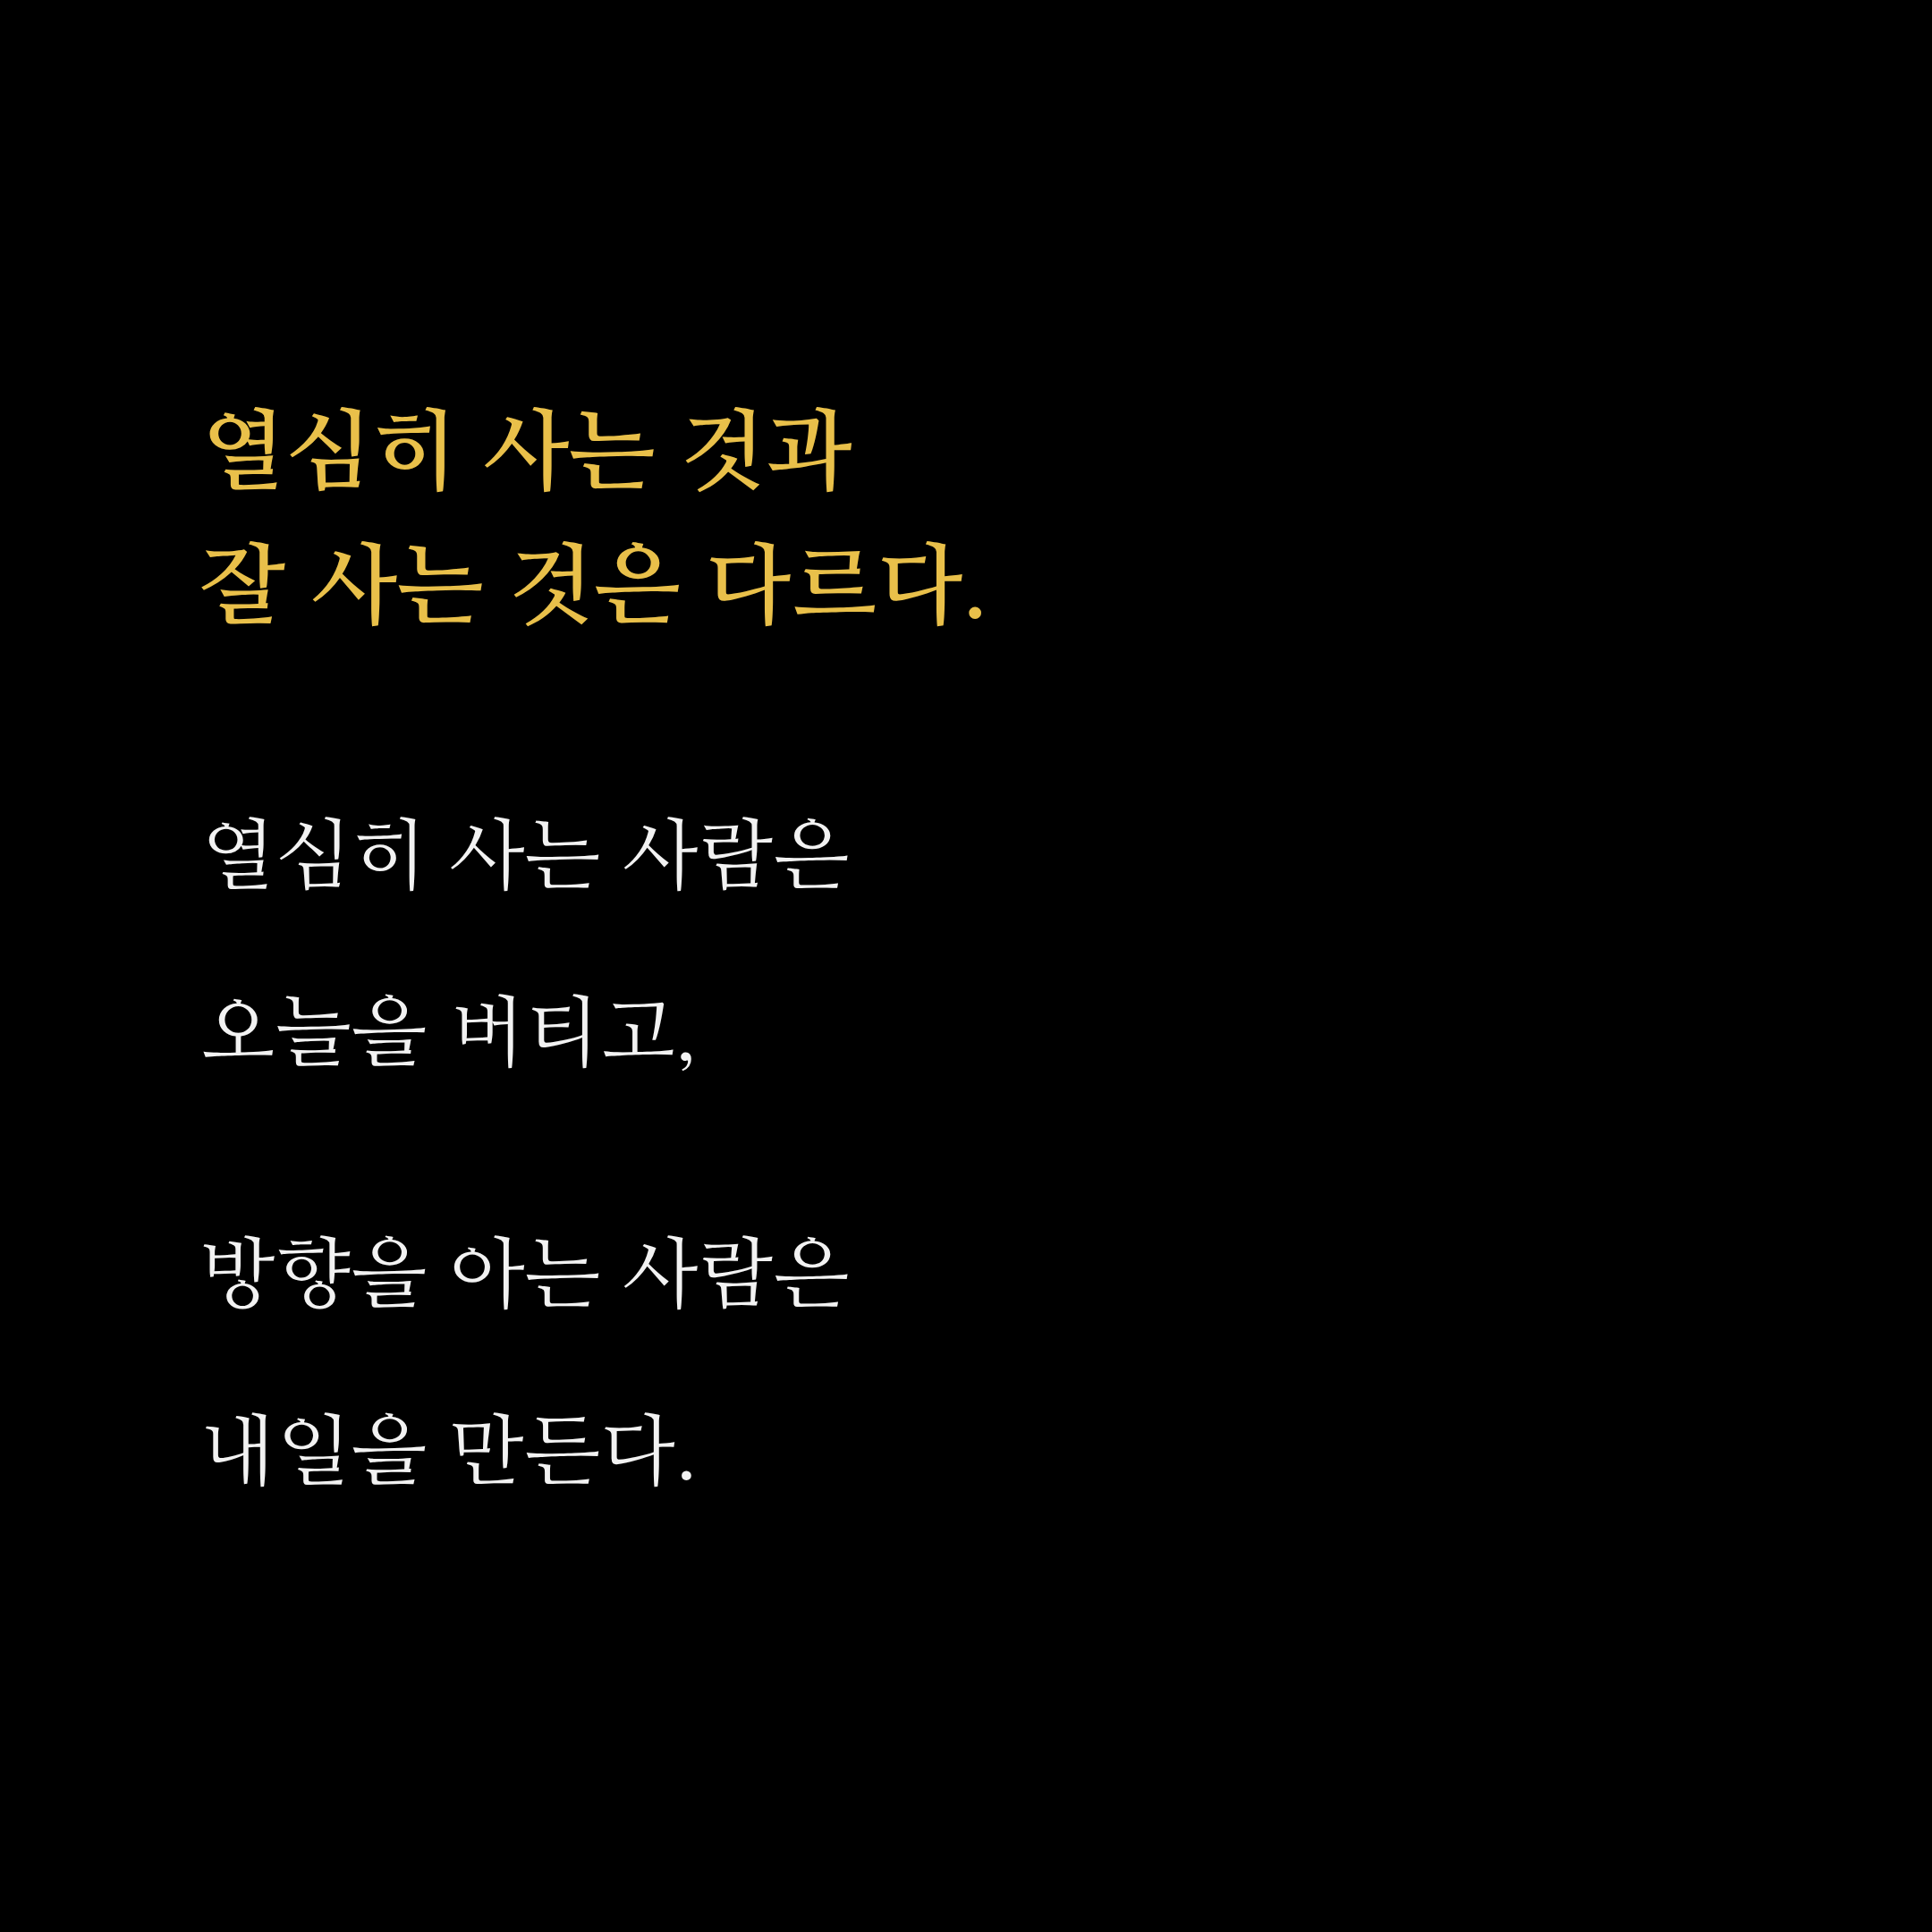 열심히 사는 것과
잘 사는 것은 다르다.
열심히 사는 사람은
오늘을 버티고,
방향을 아는 사람은
내일을 만든다.